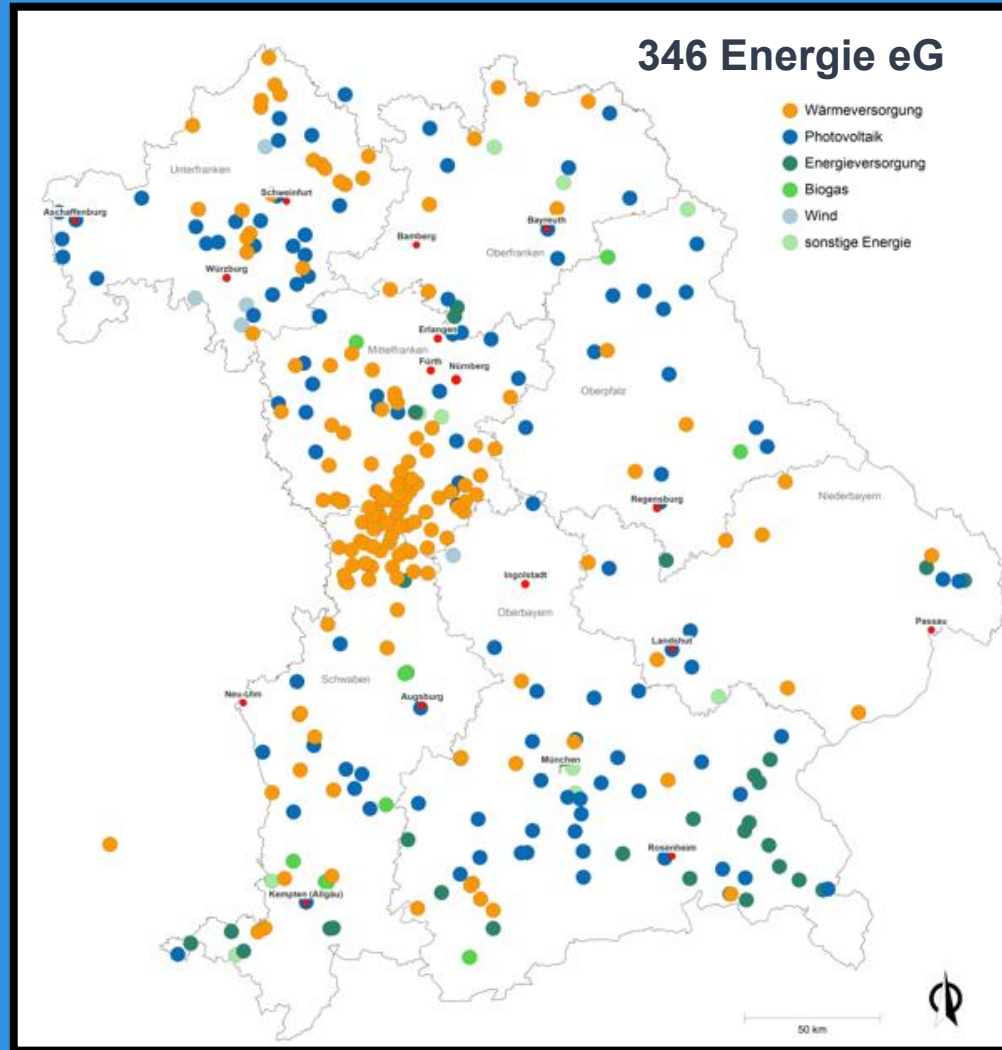 346 Energie eG
Wärmeversorgung
Photovoltaik
Energieversorgung
Biogas
Wind
sonstige Energie
Unterfranken
Schweinfurt
Aschaffenburg
Bamberg
Bayreuth
Oberfranken
Würzburg
Erlangen
Mittelfranken
Fürth
Nürnberg
Oberpfalz
Regensburg
Niederbayern
Ingolstadt
Oberbayern
Passau
Landshut
Schwaben
Neu-Ulm
Augsburg
München
Rosenheim
Kempten (Allgäu)
50 km